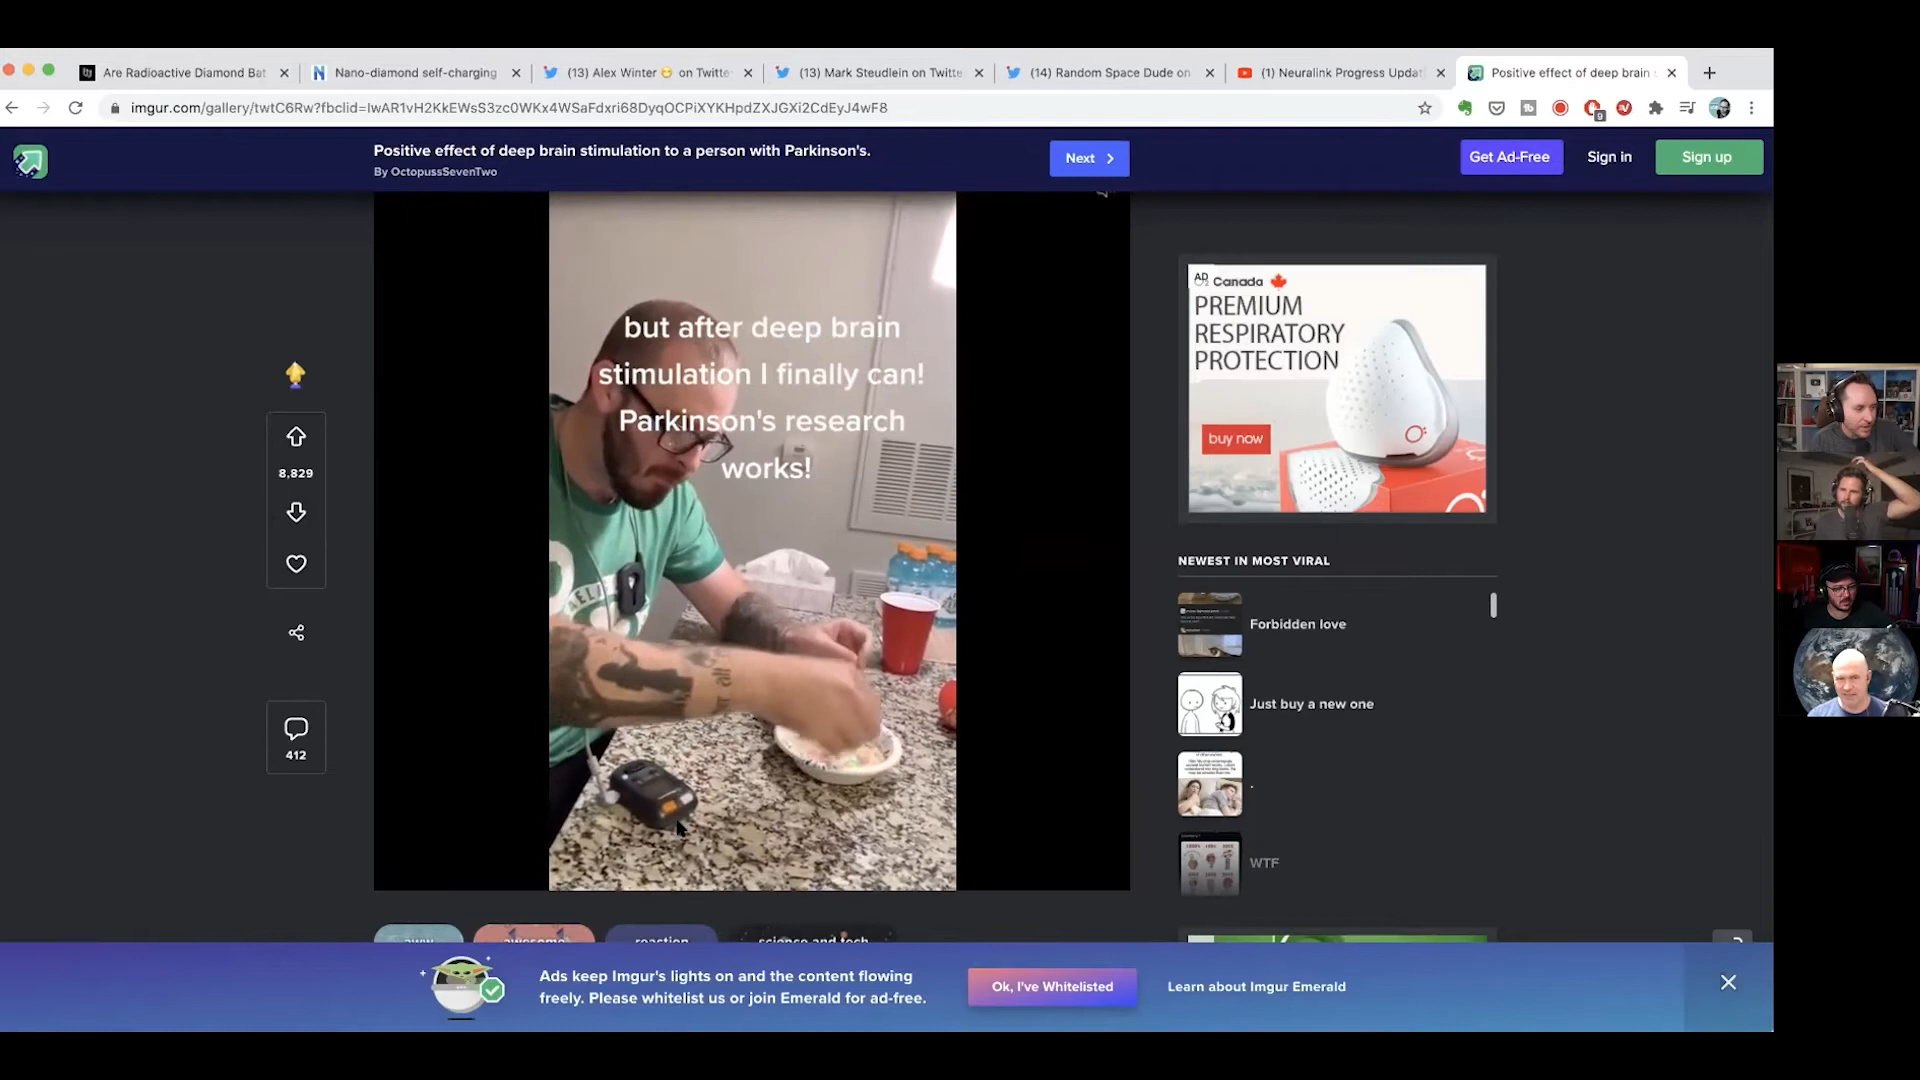 Are Radioactive Diamond Bat
Nano-diamond self-charging
(13) Alex Winter 😷 on Twitte
(13) Mark Steudlein on Twitte
(14) Random Space Dude on
(1) Neuralink Progress Updat
Positive effect of deep brain
imgur.com/gallery/twtC6Rw?fbclid=IwAR1vH2KkEWsS3zc0WKx4WSaFdxri68DyqOCPiXYKHpdZXJGXi2CdEyJ4wF8
Positive effect of deep brain stimulation to a person with Parkinson's.
By OctopussSevenTwo
Next
Get Ad-Free
Sign in
Sign up
but after deep brain
stimulation I finally can!
Parkinson's research
works!
8,829
412
AD
O2 Canada
PREMIUM
RESPIRATORY
PROTECTION
buy now
NEWEST IN MOST VIRAL
Forbidden love
Just buy a new one
.
WTF
aww
awesome
reaction
science and tech
Ads keep Imgur's lights on and the content flowing
freely. Please whitelist us or join Emerald for ad-free.
Ok, I've Whitelisted
Learn about Imgur Emerald